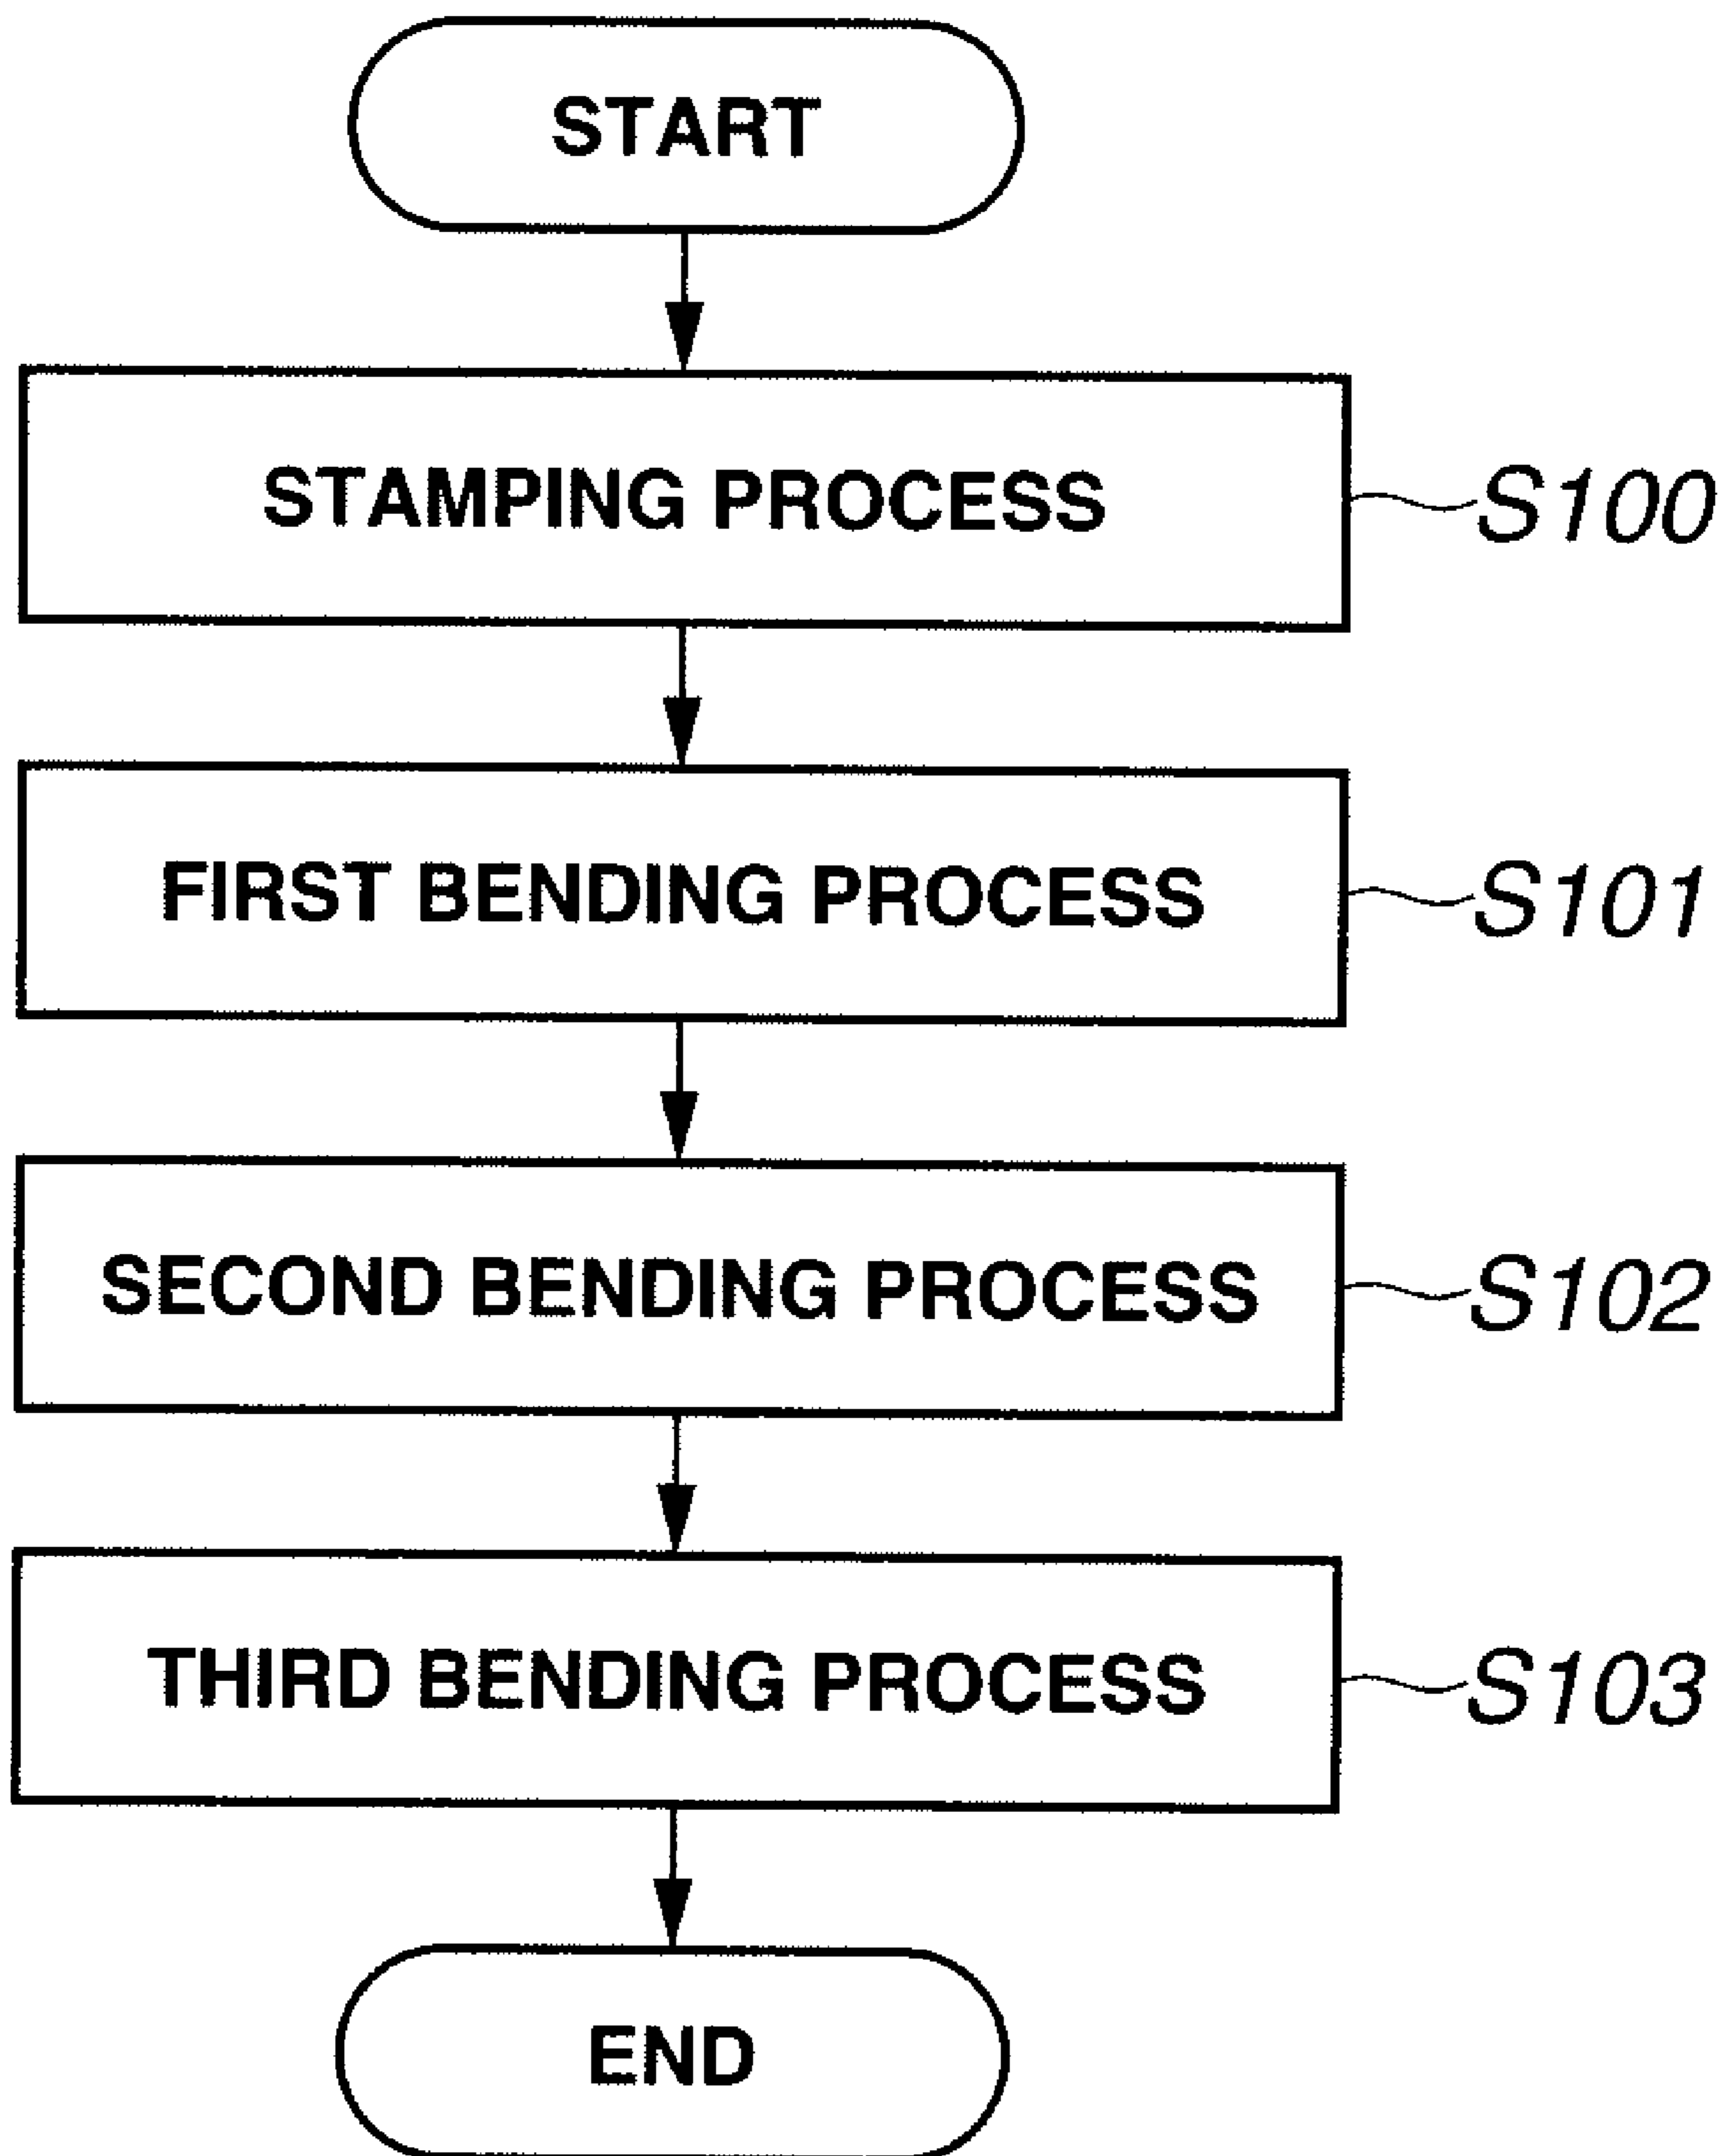 START
STAMPING PROCESS
S100
FIRST BENDING PROCESS
S101
SECOND BENDING PROCESS
S102
THIRD BENDING PROCESS
S103
END